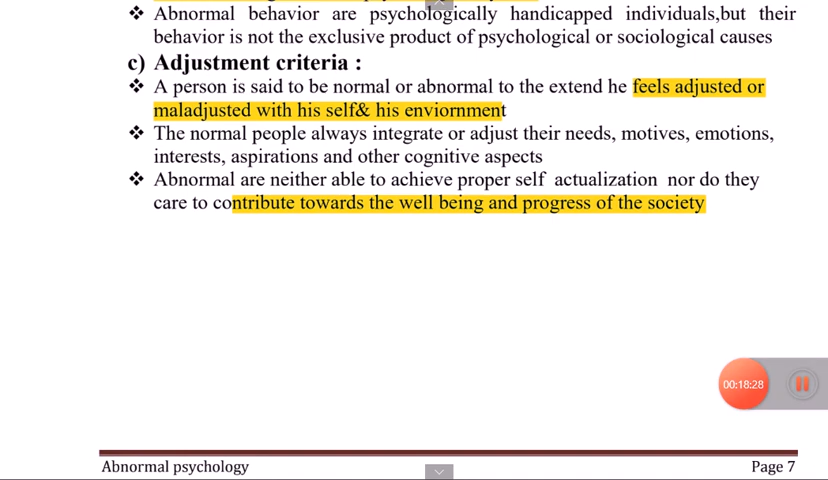 ❖ Abnormal behavior are psychologically handicapped individuals,but their
behavior is not the exclusive product of psychological or sociological causes
c) Adjustment criteria :
❖ A person is said to be normal or abnormal to the extend he feels adjusted or
maladjusted with his self& his enviornment
❖ The normal people always integrate or adjust their needs, motives, emotions,
interests, aspirations and other cognitive aspects
❖ Abnormal are neither able to achieve proper self actualization nor do they
care to contribute towards the well being and progress of the society
00:18:28
Abnormal psychology
Page 7